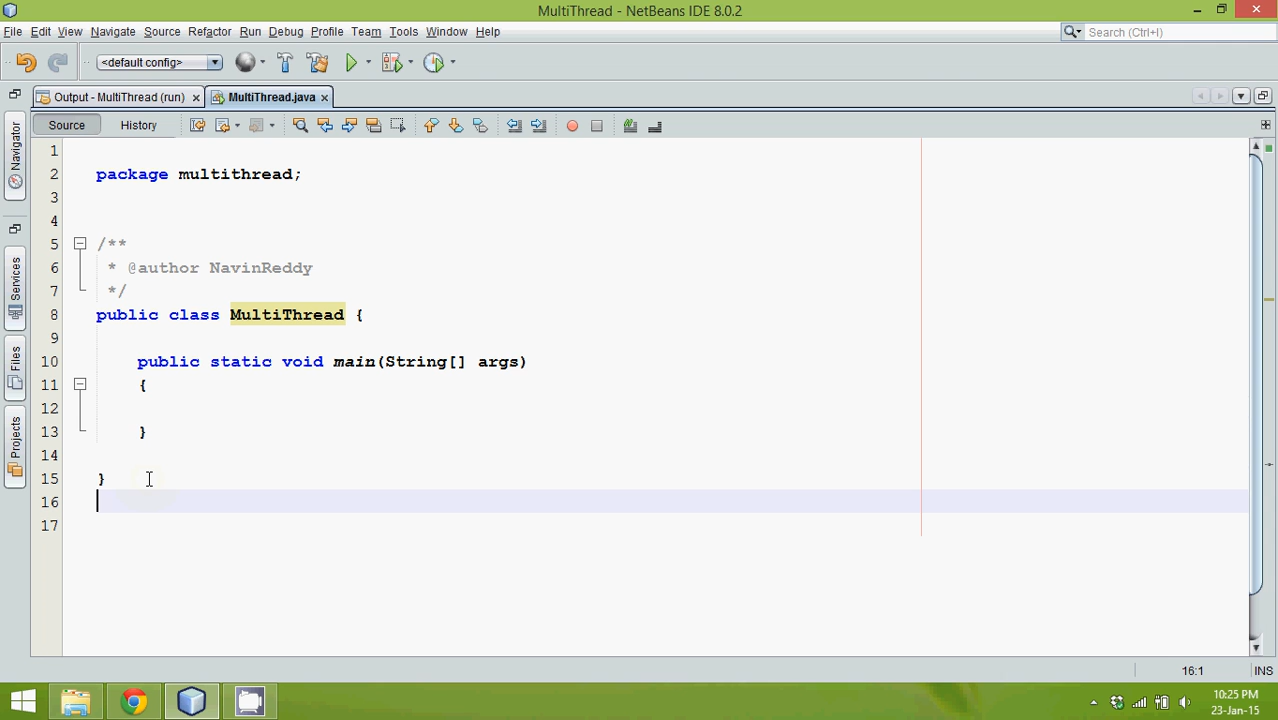 MultiThread - NetBeans IDE 8.0.2
File Edit View Navigate Source Refactor Run Debug Profile Team Tools Window Help
Search (Ctrl+I)
<default config>
Output - MultiThread (run) × MultiThread.java ×
Source History
Navigator
Services
Files
Projects
1
2 package multithread;
3
4
5 /**
6 * @author NavinReddy
7 */
8 public class MultiThread {
9
10 public static void main(String[] args)
11 {
12
13 }
14
15 }
16
17
16:1 INS
10:25 PM
23-Jan-15